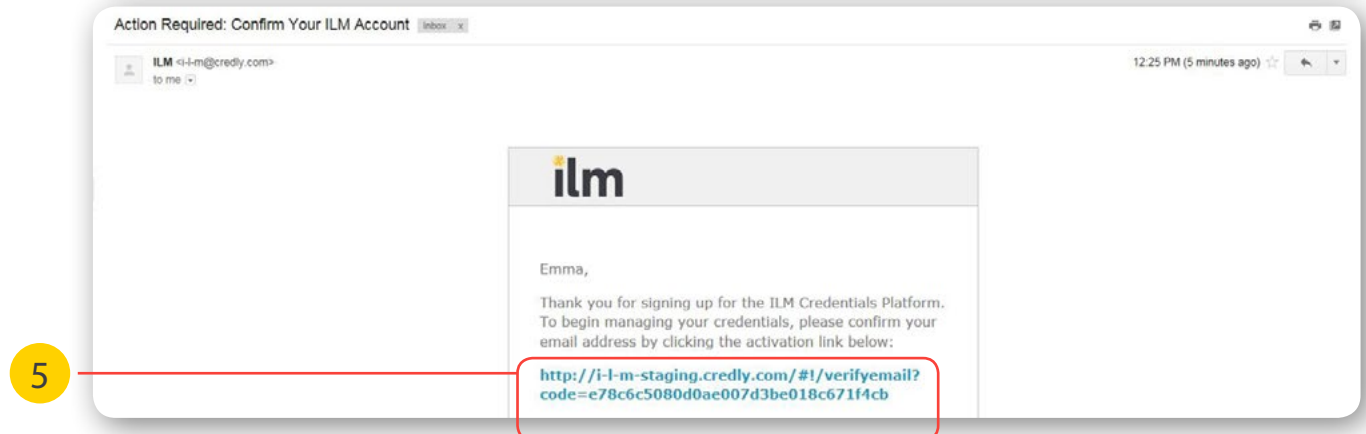 Action Required: Confirm Your ILM Account Inbox x
ILM <i-l-m@credly.com>
12:25 PM (5 minutes ago)
to me
ilm
Emma,
Thank you for signing up for the ILM Credentials Platform.
To begin managing your credentials, please confirm your
email address by clicking the activation link below:
5
http://i-l-m-staging.credly.com/#!/verifyemail?
code=e78c6c5080d0ae007d3be018c671f4cb